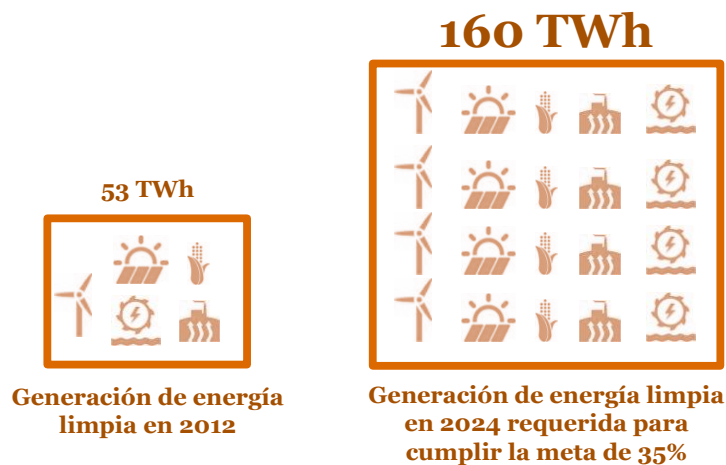 160 TWh
53 TWh
Generación de energía
limpia en 2012
Generación de energía limpia
en 2024 requerida para
cumplir la meta de 35%